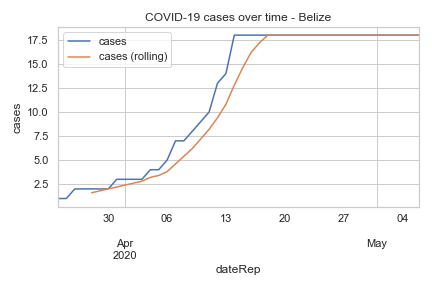 COVID-19 cases over time - Belize
cases
cases (rolling)
17.5
15.0
12.5
10.0
7.5
5.0
2.5
cases
30
06
13
20
27
04
Apr
2020
May
dateRep